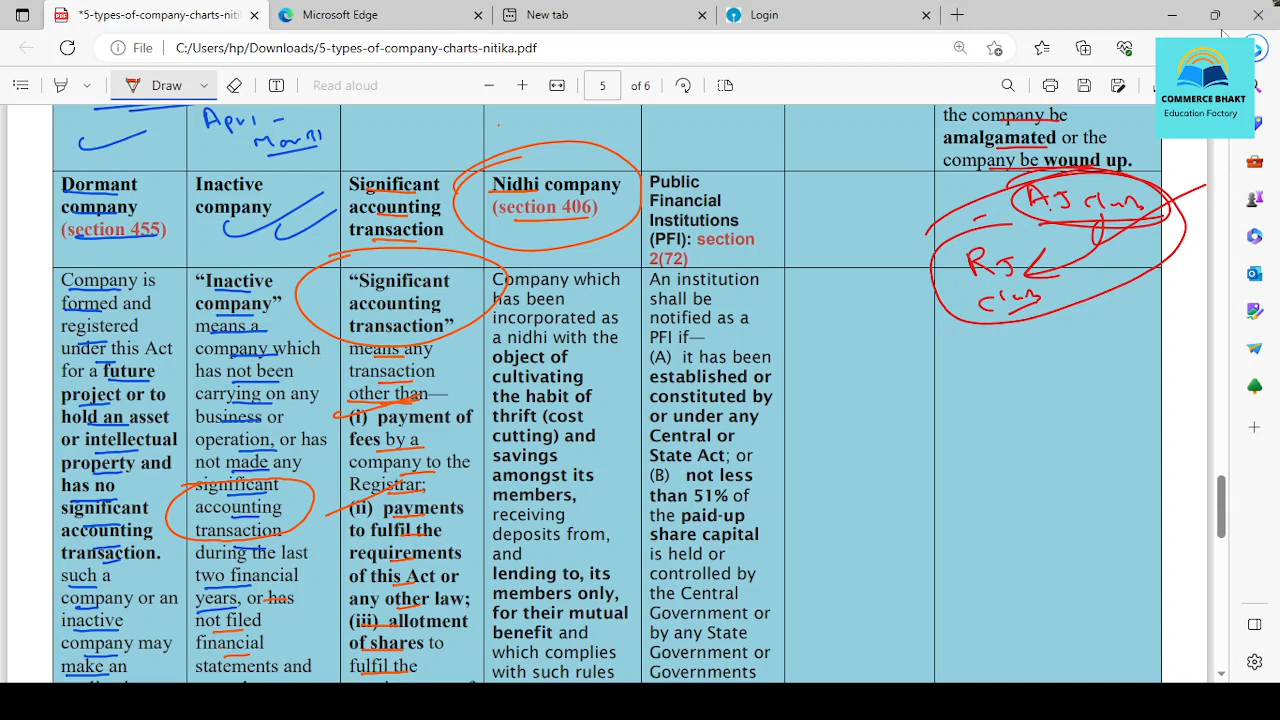 *5-types-of-company-charts-nitik
Microsoft Edge
New tab
Login
File
C:/Users/hp/Downloads/5-types-of-company-charts-nitika.pdf
Draw
Read aloud
5
of 6
COMMERCE BHAKT
Education Factory
April -
March
the company be
amalgamated or the
company be wound up.
Dormant
company
(section 455)
Inactive
company
Significant
accounting
transaction
Nidhi company
(section 406)
Public
Financial
Institutions
(PFI): section
2(72)
AJ club
RJ
club
Company is
formed and
registered
under this Act
for a future
project or to
hold an asset
or intellectual
property and
has no
significant
accounting
transaction.
such a
company or an
inactive
company may
make an
“Inactive
company”
means a
company which
has not been
carrying on any
business or
operation, or has
not made any
significant
accounting
transaction
during the last
two financial
years, or has
not filed
financial
statements and
“Significant
accounting
transaction”
means any
transaction
other than—
(i) payment of
fees by a
company to the
Registrar;
(ii) payments
to fulfil the
requirements
of this Act or
any other law;
(iii) allotment
of shares to
fulfil the
Company which
has been
incorporated as
a nidhi with the
object of
cultivating
the habit of
thrift (cost
cutting) and
savings
amongst its
members,
receiving
deposits from,
and
lending to, its
members only,
for their mutual
benefit and
which complies
with such rules
An institution
shall be
notified as a
PFI if—
(A) it has been
established or
constituted by
or under any
Central or
State Act; or
(B) not less
than 51% of
the paid-up
share capital
is held or
controlled by
the Central
Government or
by any State
Government or
Governments